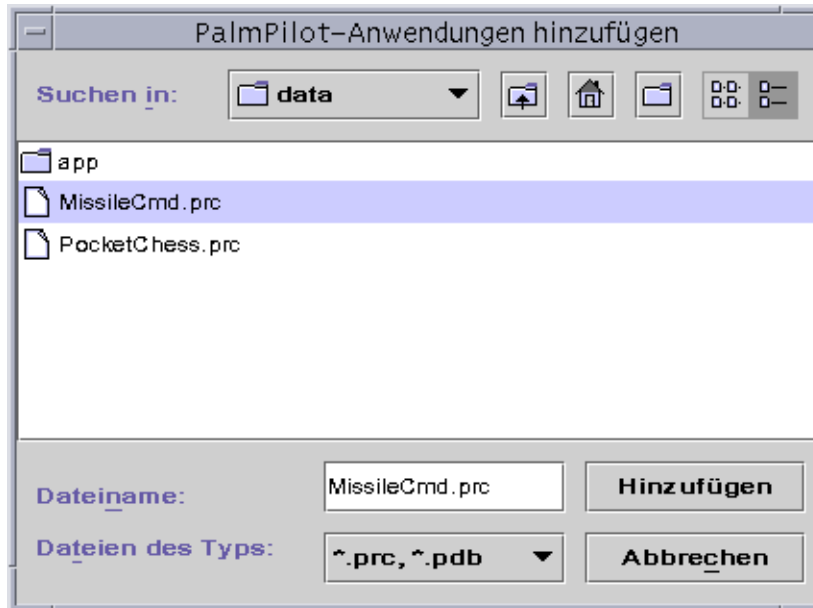 PalmPilot-Anwendungen hinzufügen
Suchen in: data
app
MissileCmd.prc
PocketChess.prc
Dateiname: MissileCmd.prc Hinzufügen
Dateien des Typs: *.prc, *.pdb Abbrechen